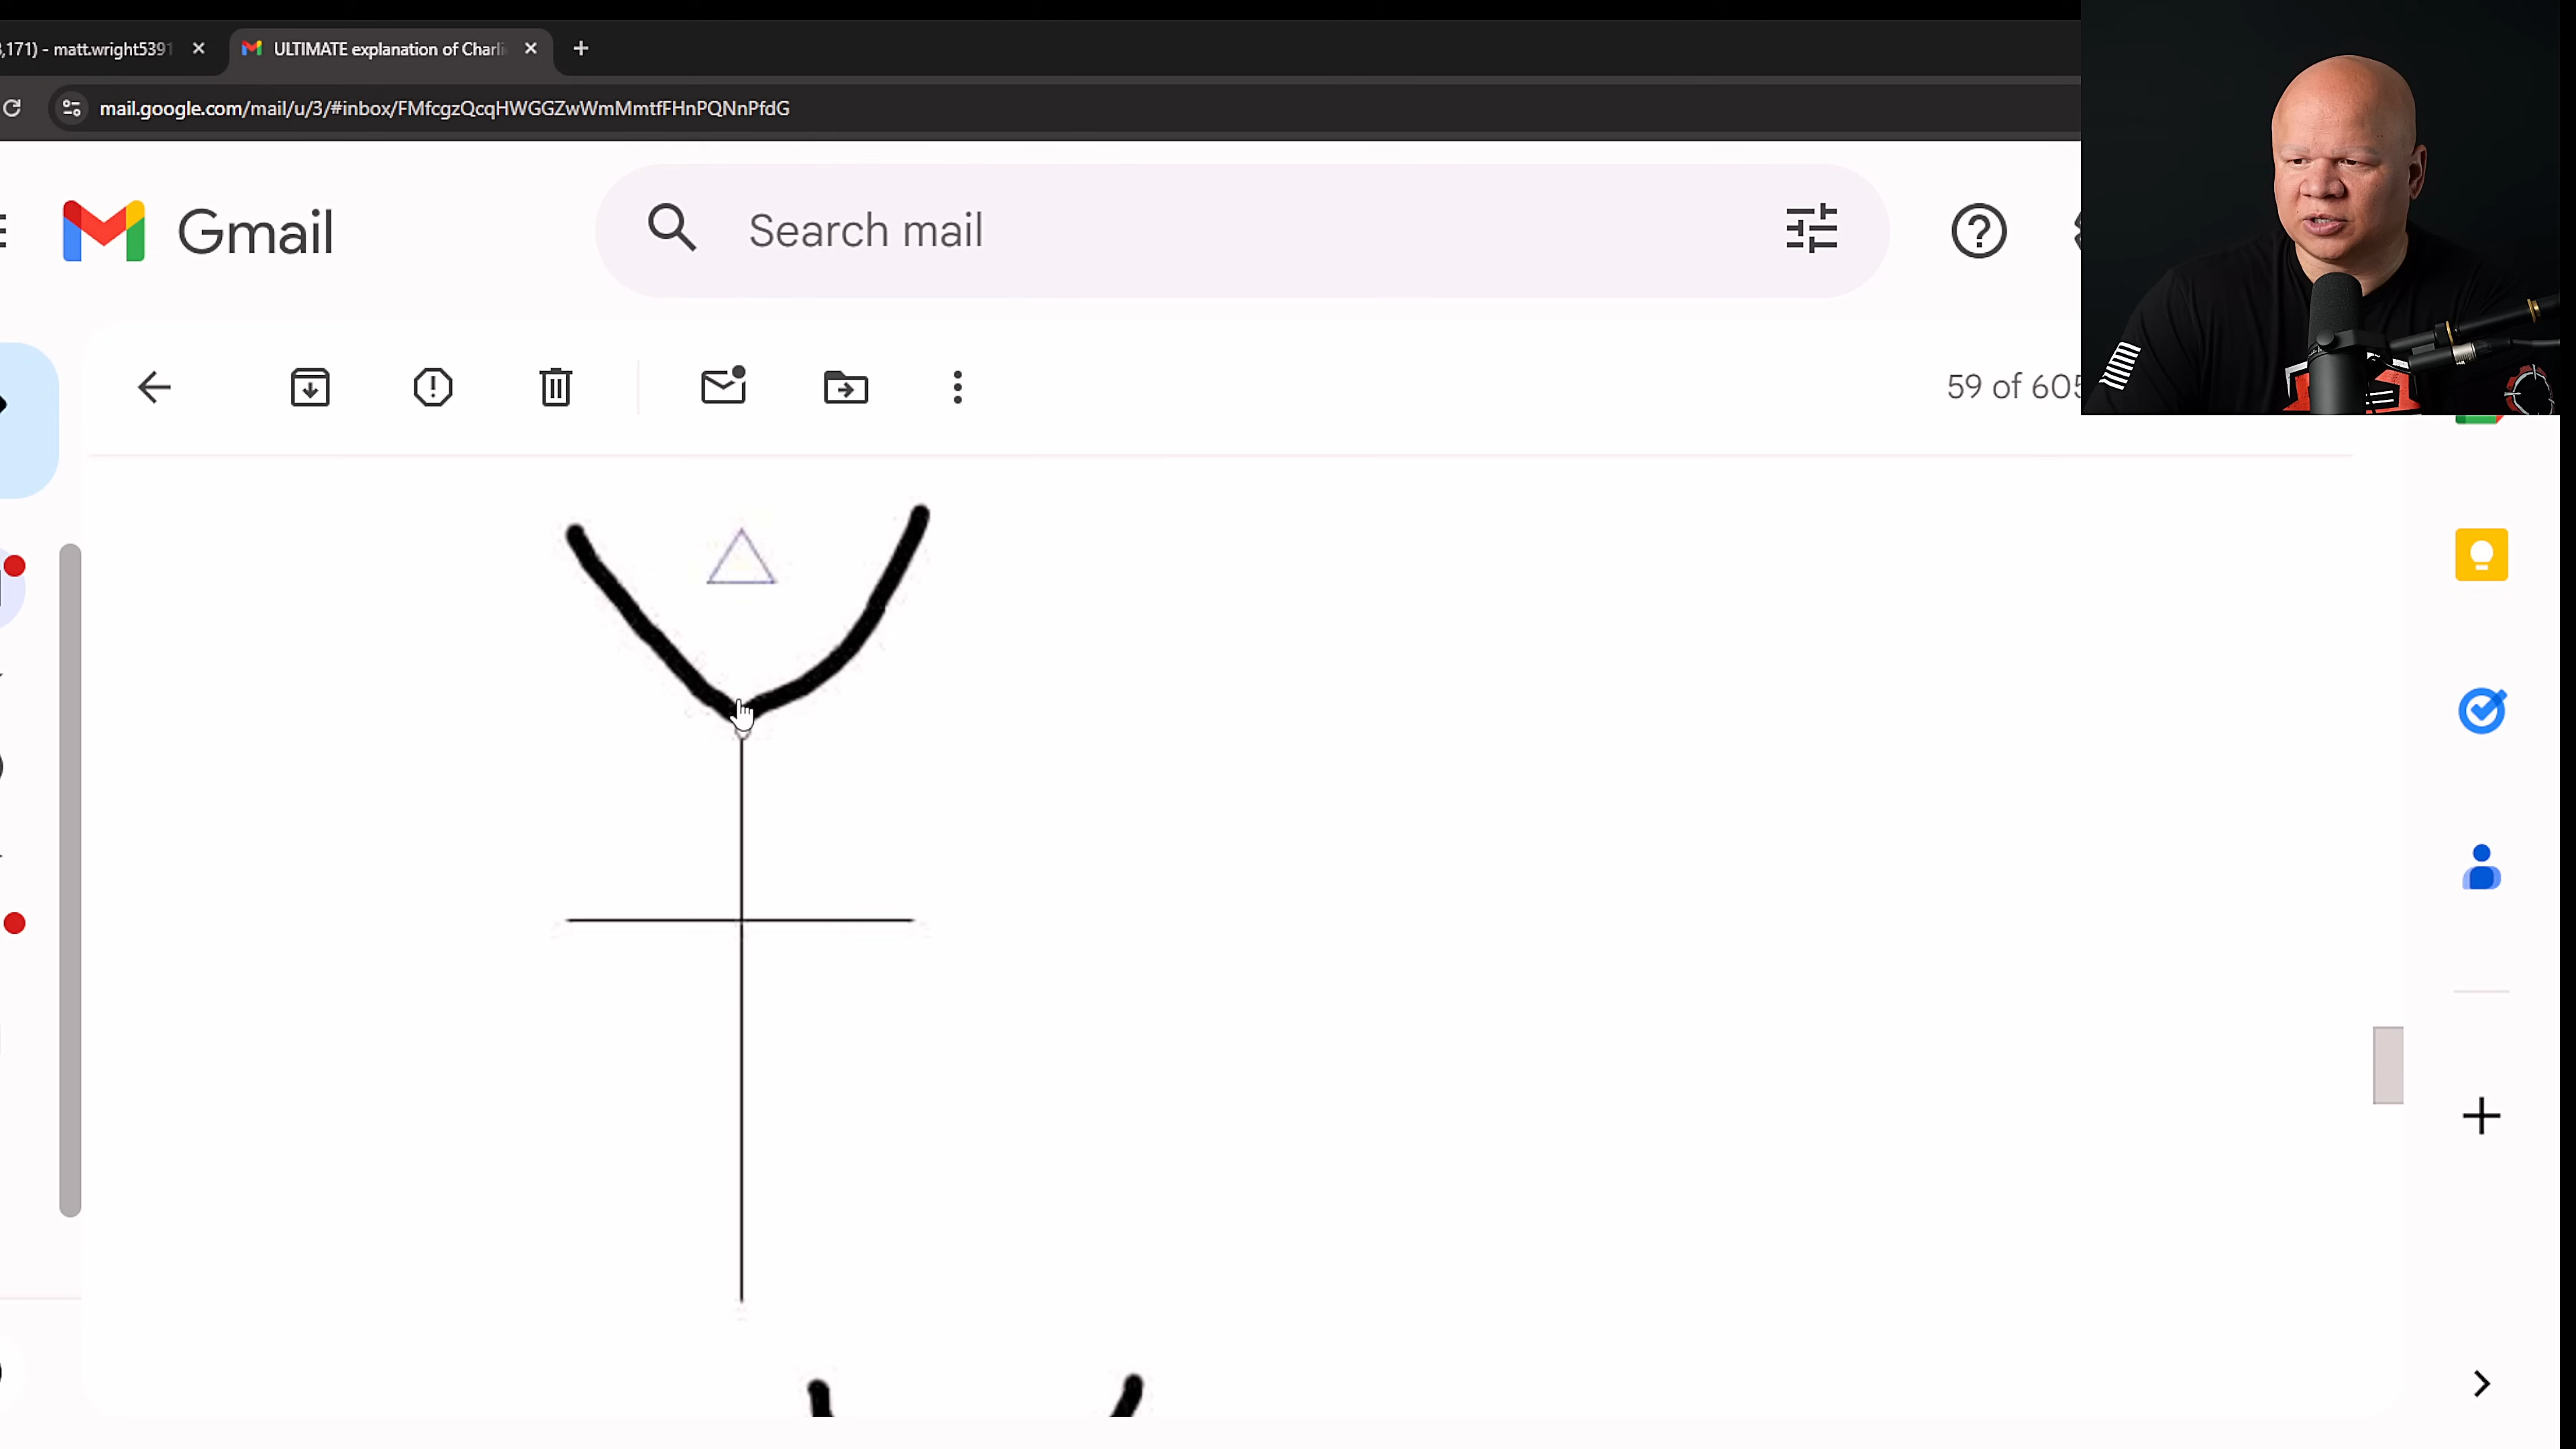 ,171) - matt.wright5391
ULTIMATE explanation of Charli
mail.google.com/mail/u/3/#inbox/FMfcgzQcqHWGGZwWmMmtfFHnPQNnPfdG
Gmail
Search mail
59 of 605